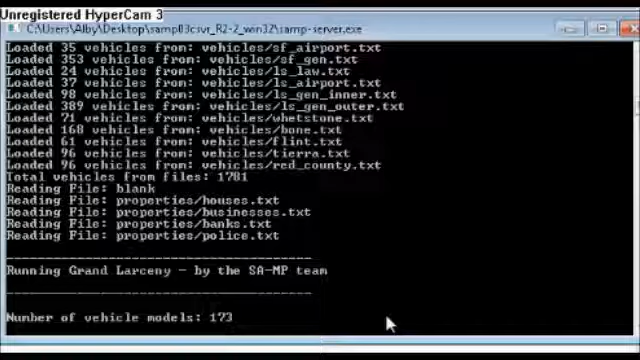 Unregistered HyperCam 3
C:\Users\Alby\Desktop\samp03csvr_R2-2_win32\samp-server.exe
Loaded 35 vehicles from: vehicles/sf_airport.txt
Loaded 353 vehicles from: vehicles/sf_gen.txt
Loaded 24 vehicles from: vehicles/ls_law.txt
Loaded 37 vehicles from: vehicles/ls_airport.txt
Loaded 98 vehicles from: vehicles/ls_gen_inner.txt
Loaded 389 vehicles from: vehicles/ls_gen_outer.txt
Loaded 71 vehicles from: vehicles/whetstone.txt
Loaded 168 vehicles from: vehicles/bone.txt
Loaded 61 vehicles from: vehicles/flint.txt
Loaded 96 vehicles from: vehicles/tierra.txt
Loaded 96 vehicles from: vehicles/red_county.txt
Total vehicles from files: 1781
Reading File: blank
Reading File: properties/houses.txt
Reading File: properties/businesses.txt
Reading File: properties/banks.txt
Reading File: properties/police.txt
Running Grand Larceny - by the SA-MP team
Number of vehicle models: 173